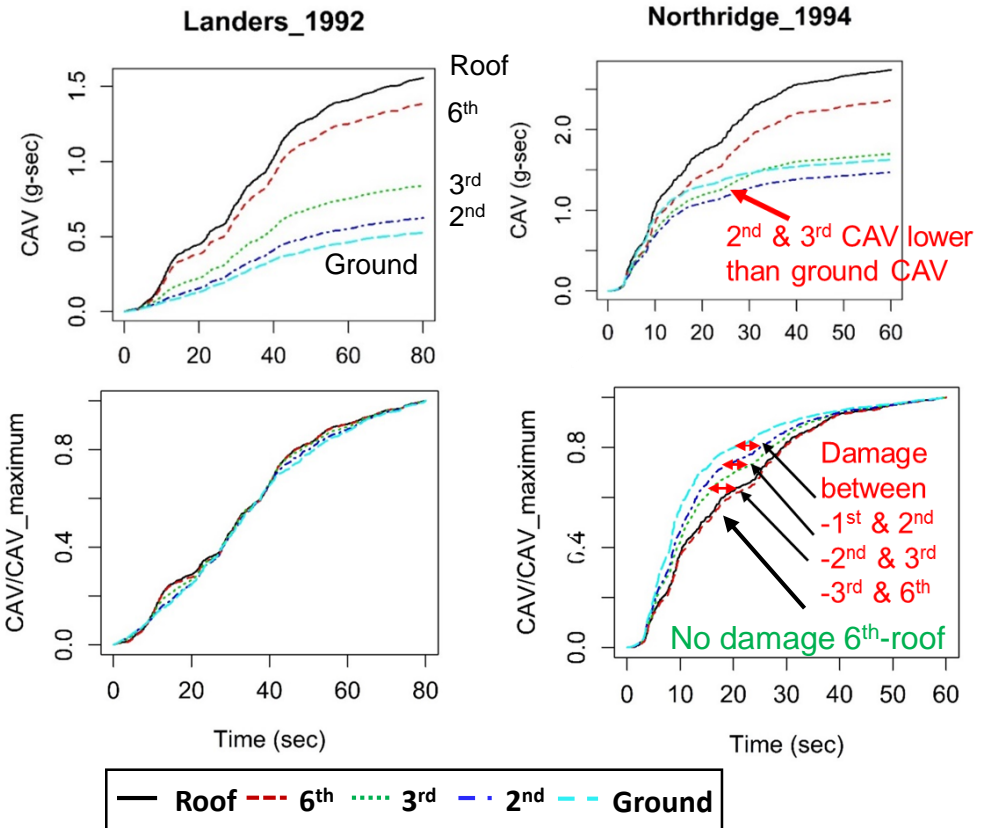 Landers_1992
Northridge_1994
CAV (g-sec)
0.0
0.5
1.0
1.5
0
20
40
60
80
Roof
6th
3rd
2nd
Ground
CAV (g-sec)
0.0
1.0
2.0
0
10
20
30
40
50
60
2nd & 3rd CAV lower
than ground CAV
CAV/CAV_maximum
0.0
0.4
0.8
0
20
40
60
80
Time (sec)
CAV/CAV_maximum
0.0
0.4
0.8
0
10
20
30
40
50
60
Time (sec)
Damage
between
-1st & 2nd
-2nd & 3rd
-3rd & 6th
No damage 6th-roof
Roof 6th 3rd 2nd Ground